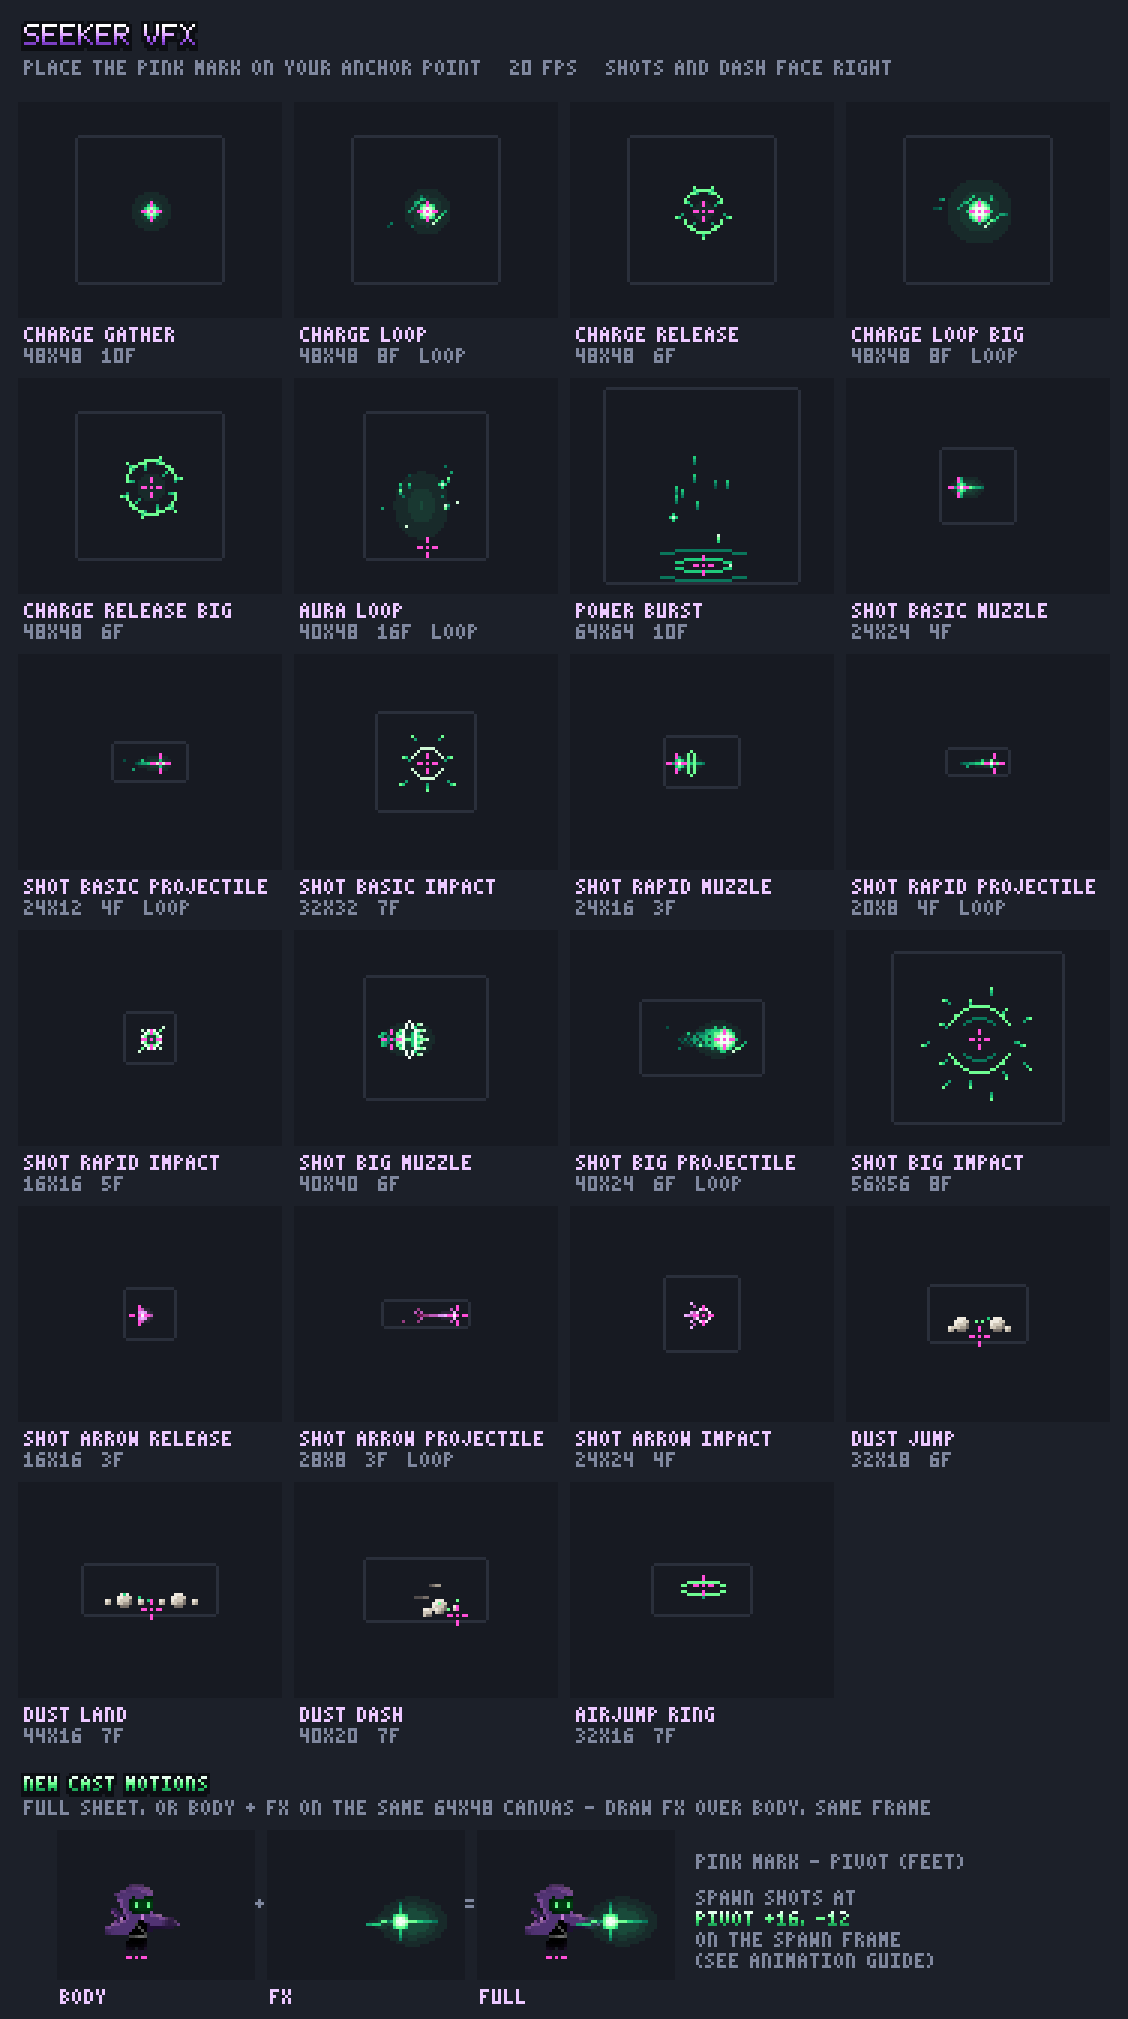 SEEKER VFX
PLACE THE PINK MARK ON YOUR ANCHOR POINT 20 FPS SHOTS AND DASH FACE RIGHT
CHARGE GATHER
48X48 10F
CHARGE LOOP
48X48 8F LOOP
CHARGE RELEASE
48X48 6F
CHARGE LOOP BIG
48X48 8F LOOP
CHARGE RELEASE BIG
48X48 6F
AURA LOOP
40X48 16F LOOP
POWER BURST
64X64 10F
SHOT BASIC MUZZLE
24X24 4F
SHOT BASIC PROJECTILE
24X12 4F LOOP
SHOT BASIC IMPACT
32X32 7F
SHOT RAPID MUZZLE
24X16 3F
SHOT RAPID PROJECTILE
20X8 4F LOOP
SHOT RAPID IMPACT
16X16 5F
SHOT BIG MUZZLE
40X40 6F
SHOT BIG PROJECTILE
40X24 6F LOOP
SHOT BIG IMPACT
56X56 8F
SHOT ARROW RELEASE
16X16 3F
SHOT ARROW PROJECTILE
28X8 3F LOOP
SHOT ARROW IMPACT
24X24 4F
DUST JUMP
32X18 6F
DUST LAND
44X16 7F
DUST DASH
40X20 7F
AIRJUMP RING
32X16 7F
NEW CAST MOTIONS
FULL SHEET, OR BODY + FX ON THE SAME 64X48 CANVAS - DRAW FX OVER BODY, SAME FRAME
+
=
PINK MARK - PIVOT (FEET)
SPAWN SHOTS AT
PIVOT +16, -12
ON THE SPAWN FRAME
(SEE ANIMATION GUIDE)
BODY
FX
FULL